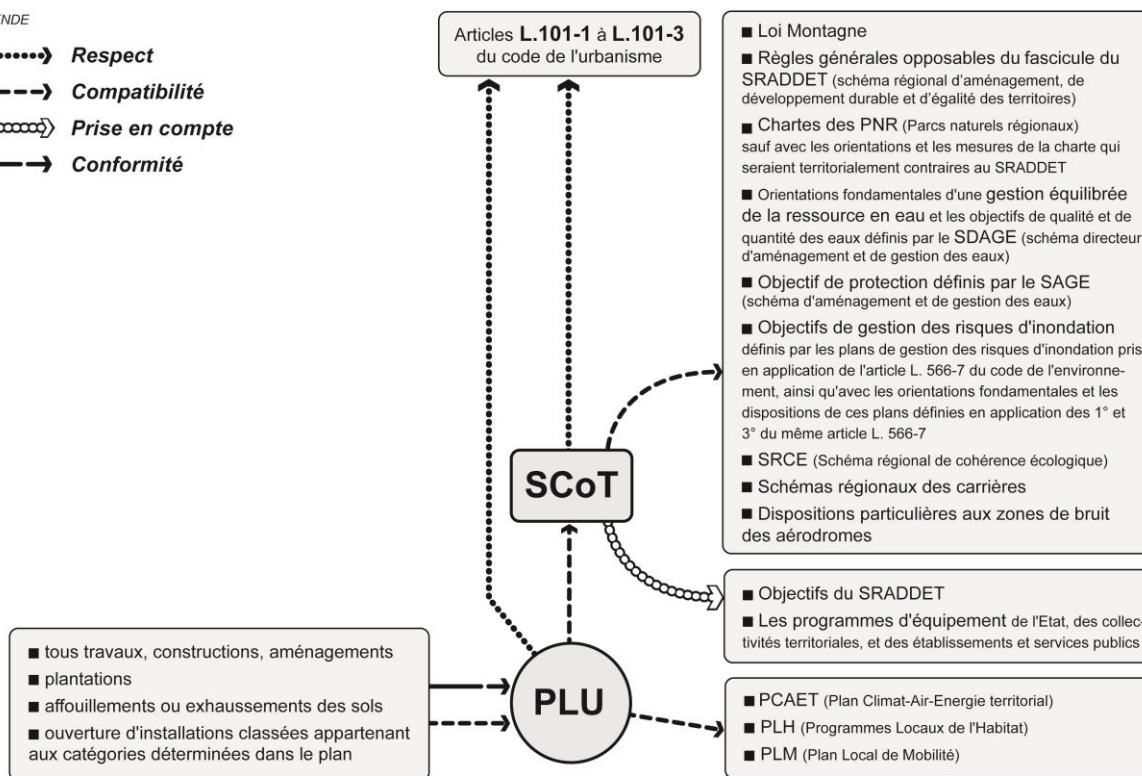 ENDE
Respect
Compatibilité
Prise en compte
Conformité
Articles L.101-1 à L.101-3
du code de l'urbanisme
■ Loi Montagne
■ Règles générales opposables du fascicule du
SRADDET (schéma régional d'aménagement, de
développement durable et d'égalité des territoires)
■ Chartes des PNR (Parcs naturels régionaux)
sauf avec les orientations et les mesures de la charte qui
seraient territorialement contraires au SRADDET
■ Orientations fondamentales d'une gestion équilibrée
de la ressource en eau et les objectifs de qualité et de
quantité des eaux définis par le SDAGE (schéma directeur
d'aménagement et de gestion des eaux)
■ Objectif de protection définis par le SAGE
(schéma d'aménagement et de gestion des eaux)
■ Objectifs de gestion des risques d'inondation
définis par les plans de gestion des risques d'inondation pris
en application de l'article L. 566-7 du code de l'environne-
ment, ainsi qu'avec les orientations fondamentales et les
dispositions de ces plans définies en application des 1° et
3° du même article L. 566-7
■ SRCE (Schéma régional de cohérence écologique)
■ Schémas régionaux des carrières
■ Dispositions particulières aux zones de bruit
des aérodromes
SCoT
■ Objectifs du SRADDET
■ Les programmes d'équipement de l'Etat, des collec-
tivités territoriales, et des établissements et services publics
■ tous travaux, constructions, aménagements
■ plantations
■ affouillements ou exhaussements des sols
■ ouverture d'installations classées appartenant
aux catégories déterminées dans le plan
PLU
■ PCAET (Plan Climat-Air-Energie territorial)
■ PLH (Programmes Locaux de l'Habitat)
■ PLM (Plan Local de Mobilité)